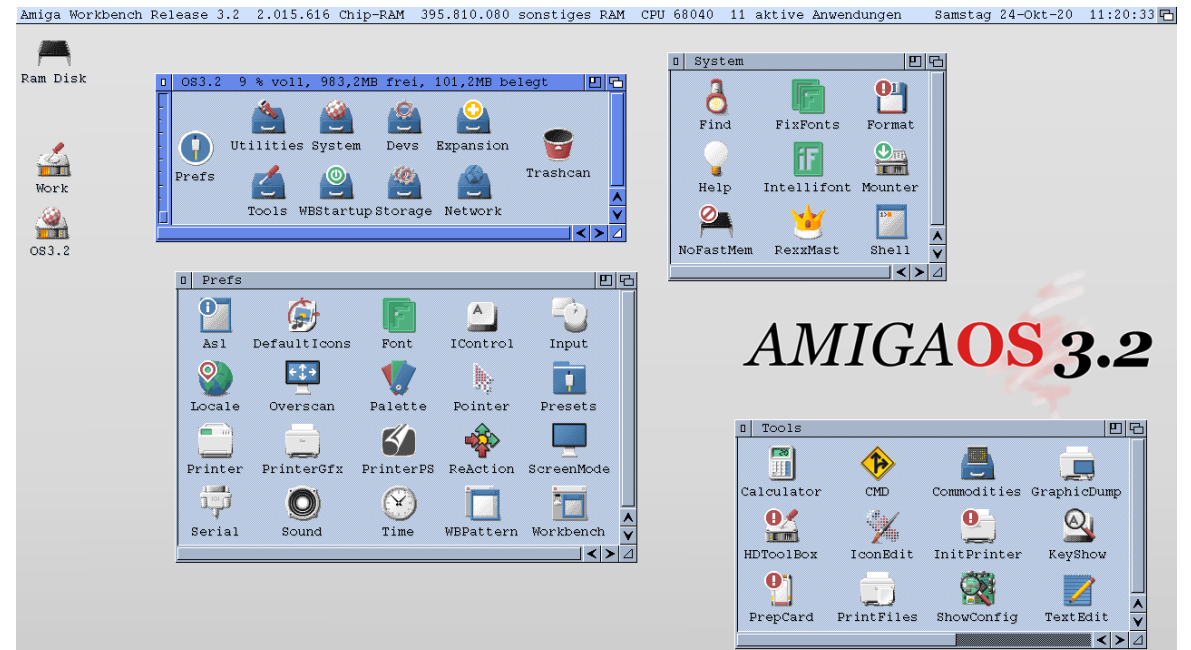 Amiga Workbench Release 3.2 2.015.616 Chip-RAM 395.810.080 sonstiges RAM CPU 68040 11 aktive Anwendungen Samstag 24-Okt-20 11:20:33
Ram Disk
Work
OS3.2
OS3.2 9 % voll, 983,2MB frei, 101,2MB belegt
Prefs
Utilities System Devs Expansion
Trashcan
Tools WBStartup Storage Network
System
Find FixFonts Format
Help Intellifont Mounter
NoFastMem RexxMast Shell
Prefs
Asl DefaultIcons Font IControl Input
Locale Overscan Palette Pointer Presets
Printer PrinterGfx PrinterPS ReAction ScreenMode
Serial Sound Time WBPattern Workbench
AMIGAOS 3.2
Tools
Calculator CMD Commodities GraphicDump
HDToolBox IconEdit InitPrinter KeyShow
PrepCard PrintFiles ShowConfig TextEdit